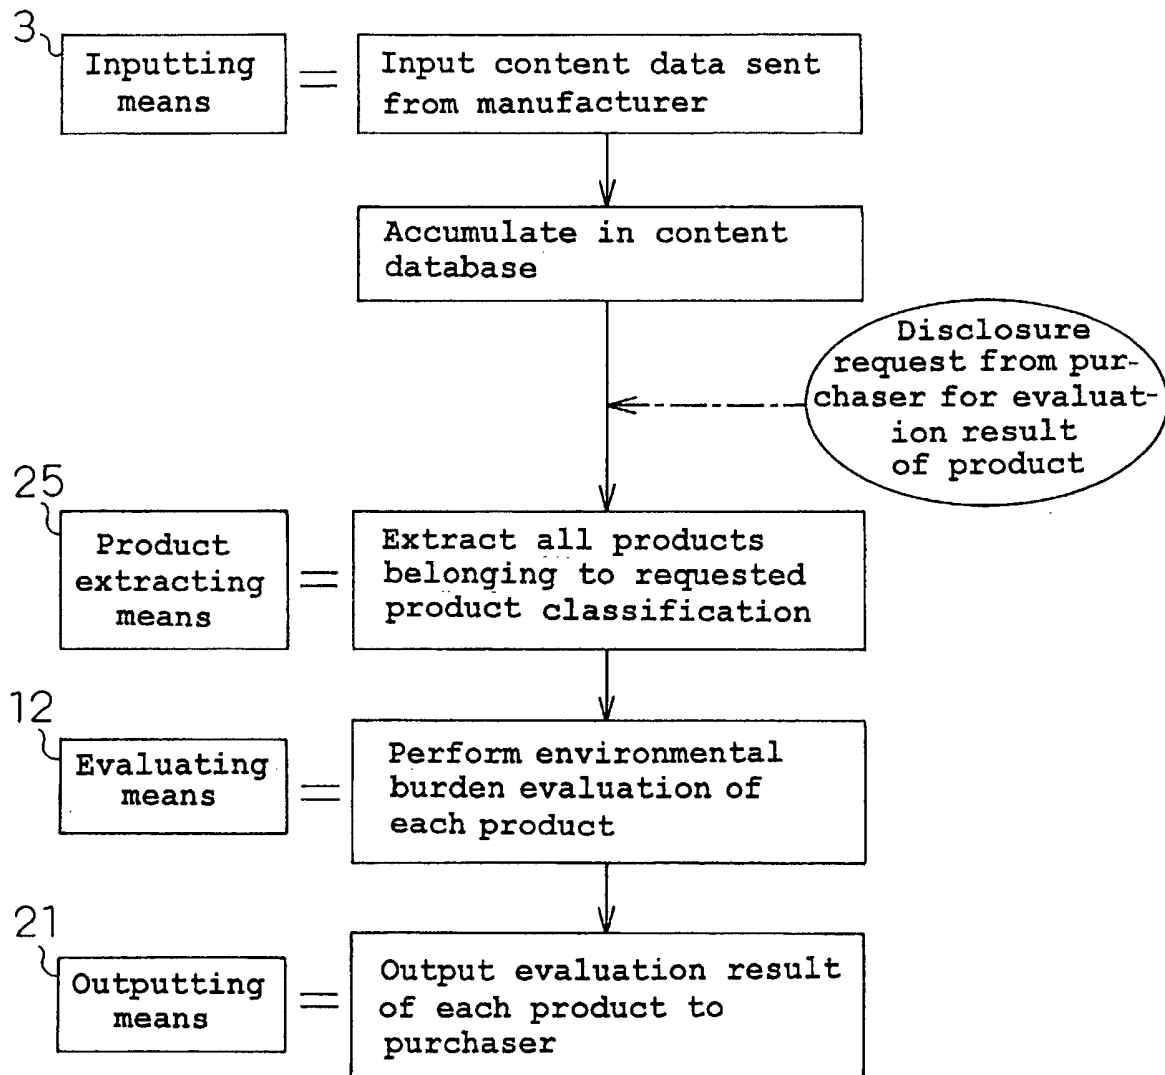 3
Inputting
means
Input content data sent
from manufacturer
Accumulate in content
database
Disclosure
request from pur-
chaser for evaluat-
ion result
of product
25
Product
extracting
means
Extract all products
belonging to requested
product classification
12
Evaluating
means
Perform environmental
burden evaluation of
each product
21
Outputting
means
Output evaluation result
of each product to
purchaser